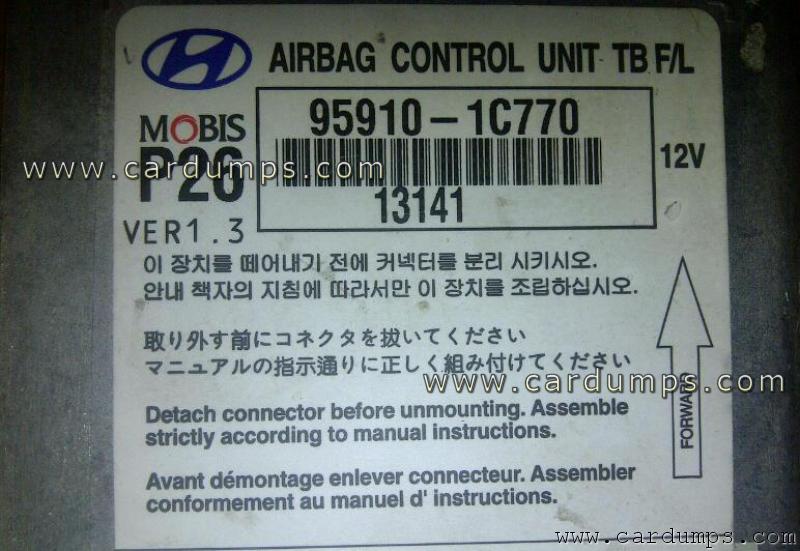 AIRBAG CONTROL UNIT TB F/L
MOBIS
95910-1C770
www.cardumps.com
12V
13141
VER1.3
이 장치를 떼어내기 전에 커넥터를 분리 시키시오.
안내 책자의 지침에 따라서만 이 장치를 조립하십시오.
取り外す前にコネクタを抜いてください
マニュアルの指示通りに正しく組み付けてください
www.cardumps.com
FORWARD
Detach connector before unmounting. Assemble
strictly according to manual instructions.
Avant démontage enlever connecteur. Assembler
conformement au manuel d' instructions.
www.cardumps.com